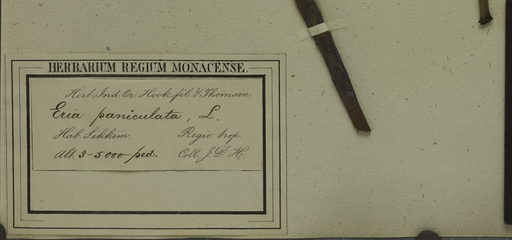 HERBARIUM REGIUM MONACENSE.
Herb. Ind. Or. Hook. fil. & Thomson.
Eria paniculata, L.
Hab. Sikkim. Regio trop.
Alt. 3-5000 ped. Coll. J. D. H.